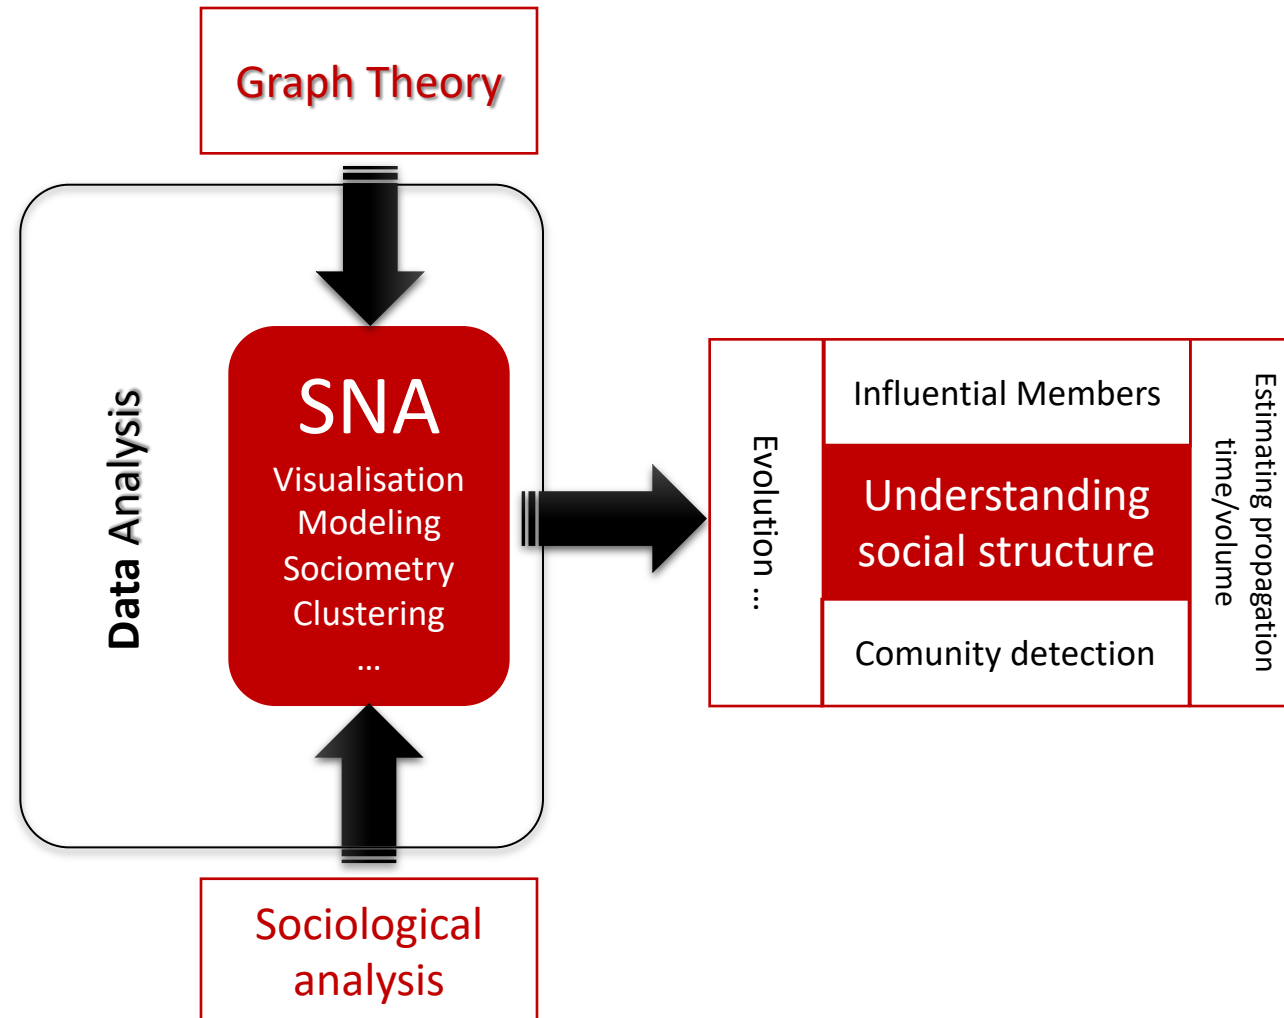 Graph Theory
Data Analysis
SNA
Visualisation
Modeling
Sociometry
Clustering
...
Sociological
analysis
Evolution ...
Influential Members
Understanding
social structure
Comunity detection
Estimating propagation
time/volume